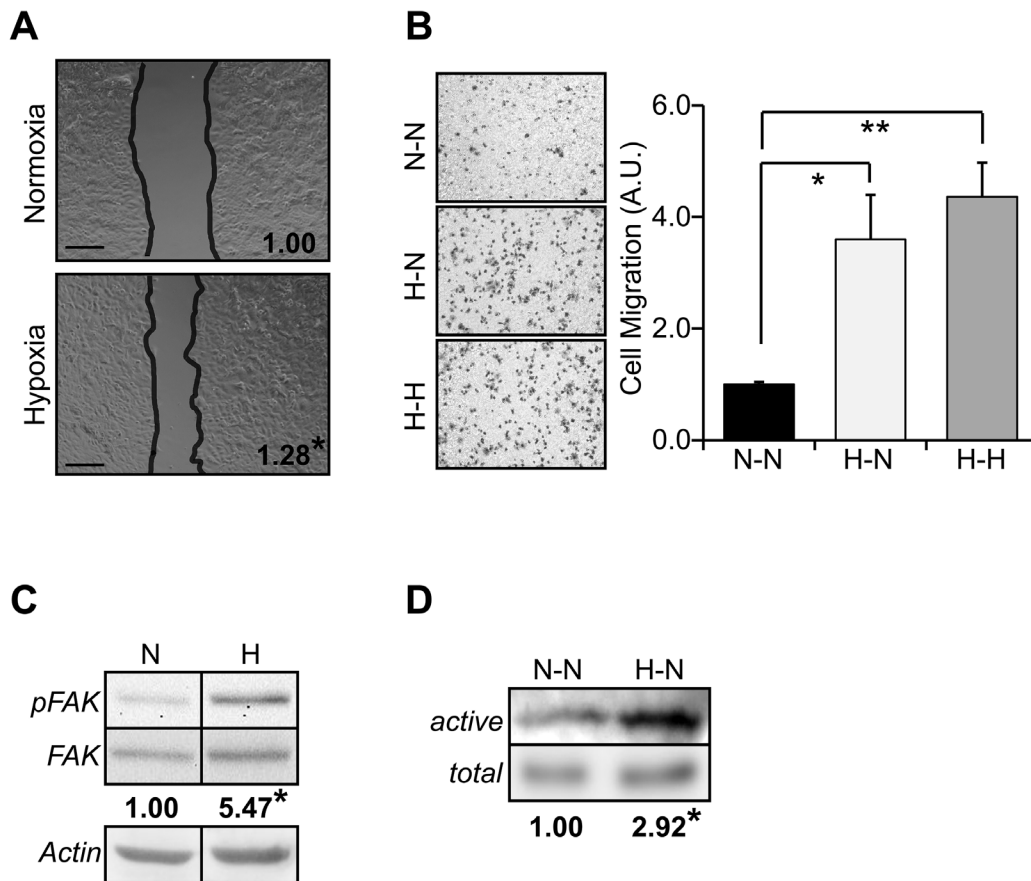 A
Normoxia
1.00
Hypoxia
1.28*
B
N-N
H-N
H-H
Cell Migration (A.U.)
6.0
4.0
2.0
0.0
*
**
N-N H-N H-H
C
N H
pFAK
FAK
1.00 5.47*
Actin
D
N-N H-N
active
total
1.00 2.92*